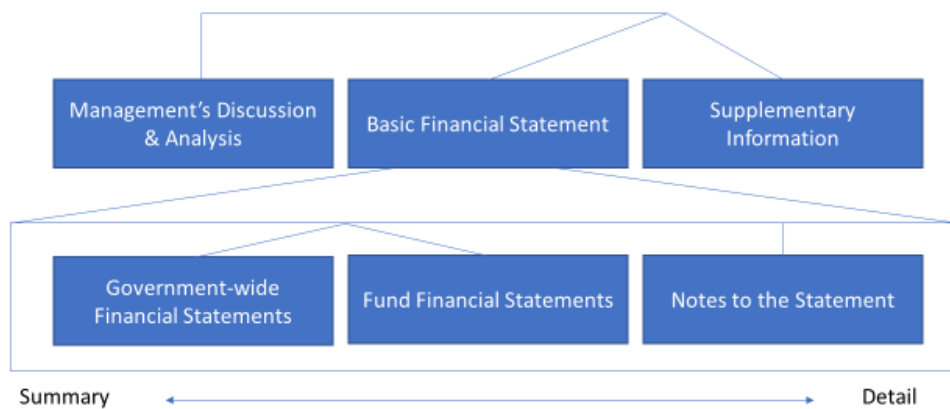 Management’s Discussion
& Analysis
Basic Financial Statement
Supplementary
Information
Government-wide
Financial Statements
Fund Financial Statements
Notes to the Statement
Summary
Detail